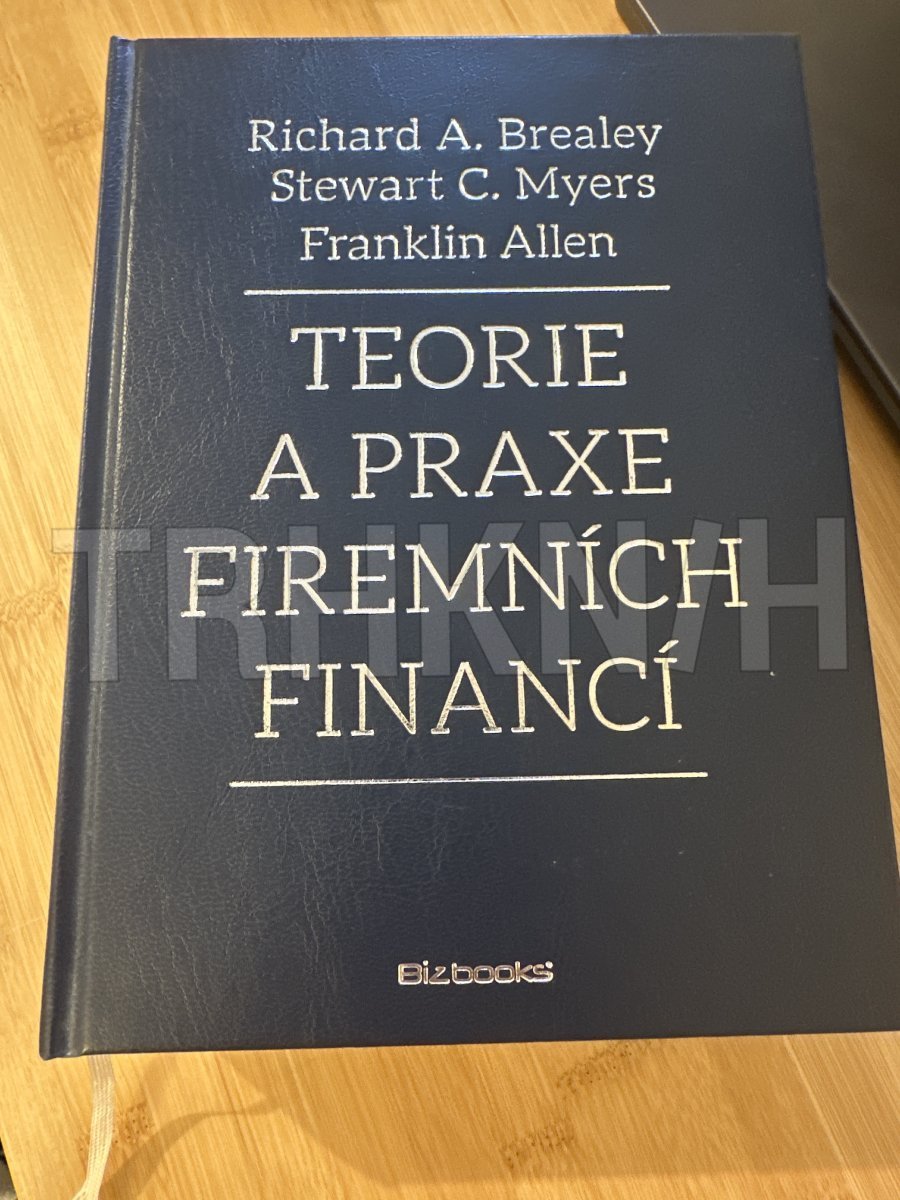 Richard A. Brealey
Stewart C. Myers
Franklin Allen
TEORIE
A PRAXE
FIREMNÍCH
FINANCÍ
TRHKNIH
Bizbooks